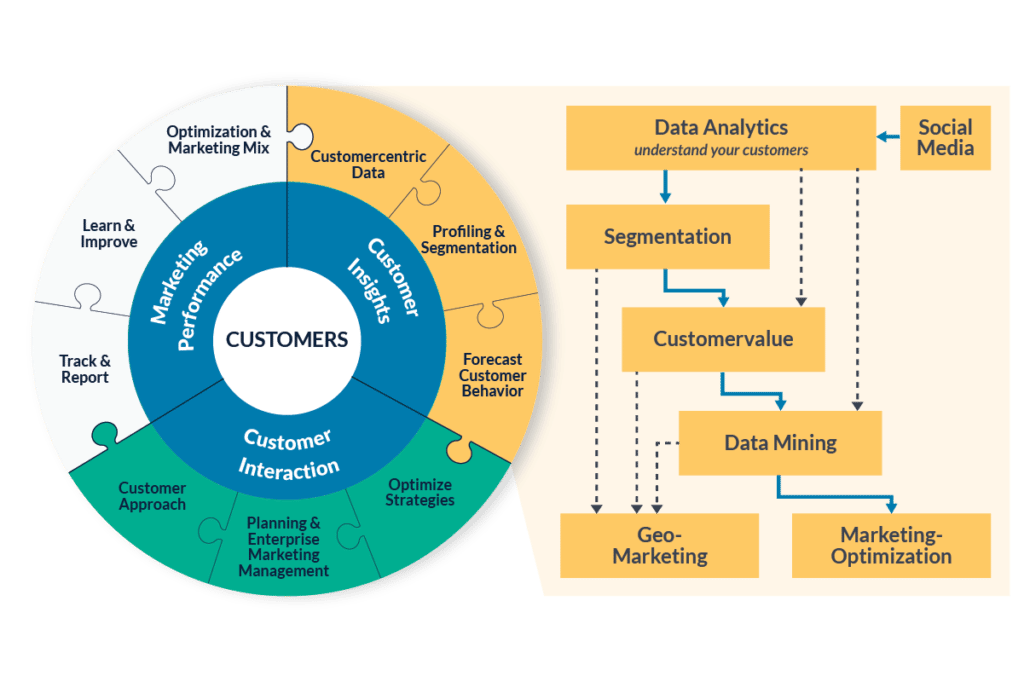 Optimization &
Marketing Mix
Customercentric
Data
Learn &
Improve
Profiling &
Segmentation
Marketing
Performance
Customer
Insights
CUSTOMERS
Track &
Report
Forecast
Customer
Behavior
Customer
Interaction
Customer
Approach
Planning &
Enterprise
Marketing
Management
Optimize
Strategies
Data Analytics
understand your customers
Social
Media
Segmentation
Customervalue
Data Mining
Geo-
Marketing
Marketing-
Optimization